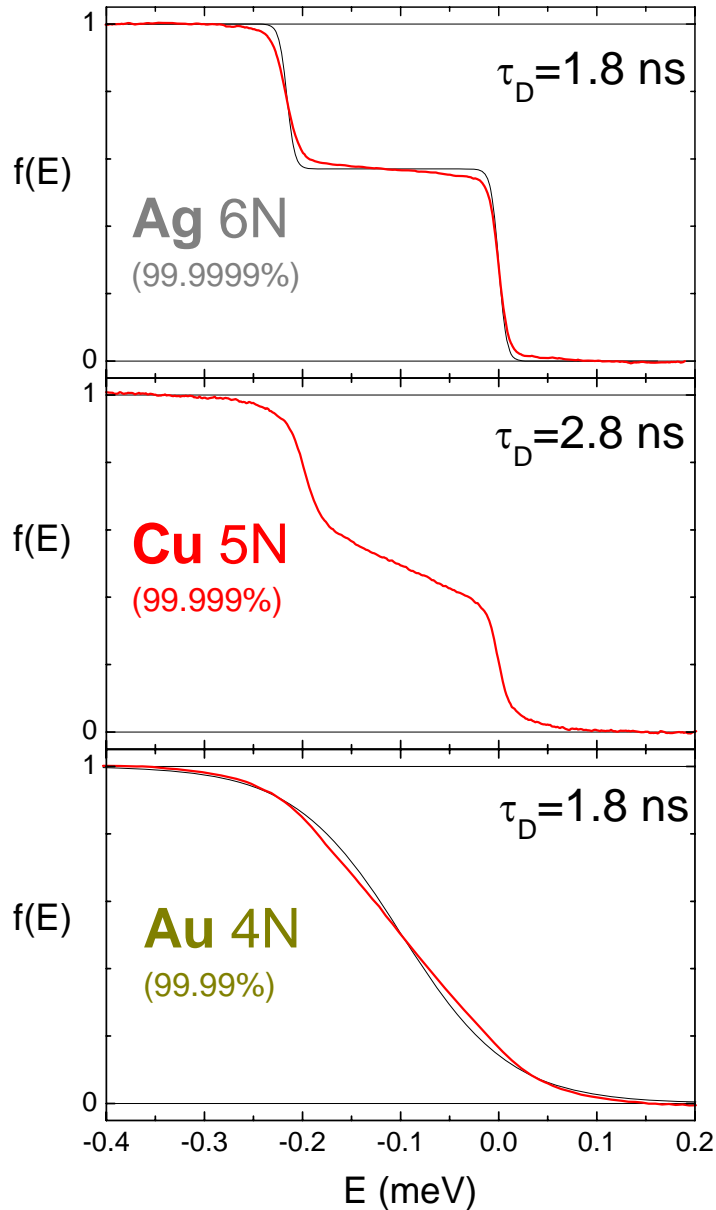 1
τD=1.8 ns
f(E)
Ag 6N
(99.9999%)
0
1
τD=2.8 ns
f(E)
Cu 5N
(99.999%)
0
1
τD=1.8 ns
f(E)
Au 4N
(99.99%)
0
-0.4 -0.3 -0.2 -0.1 0.0 0.1 0.2
E (meV)